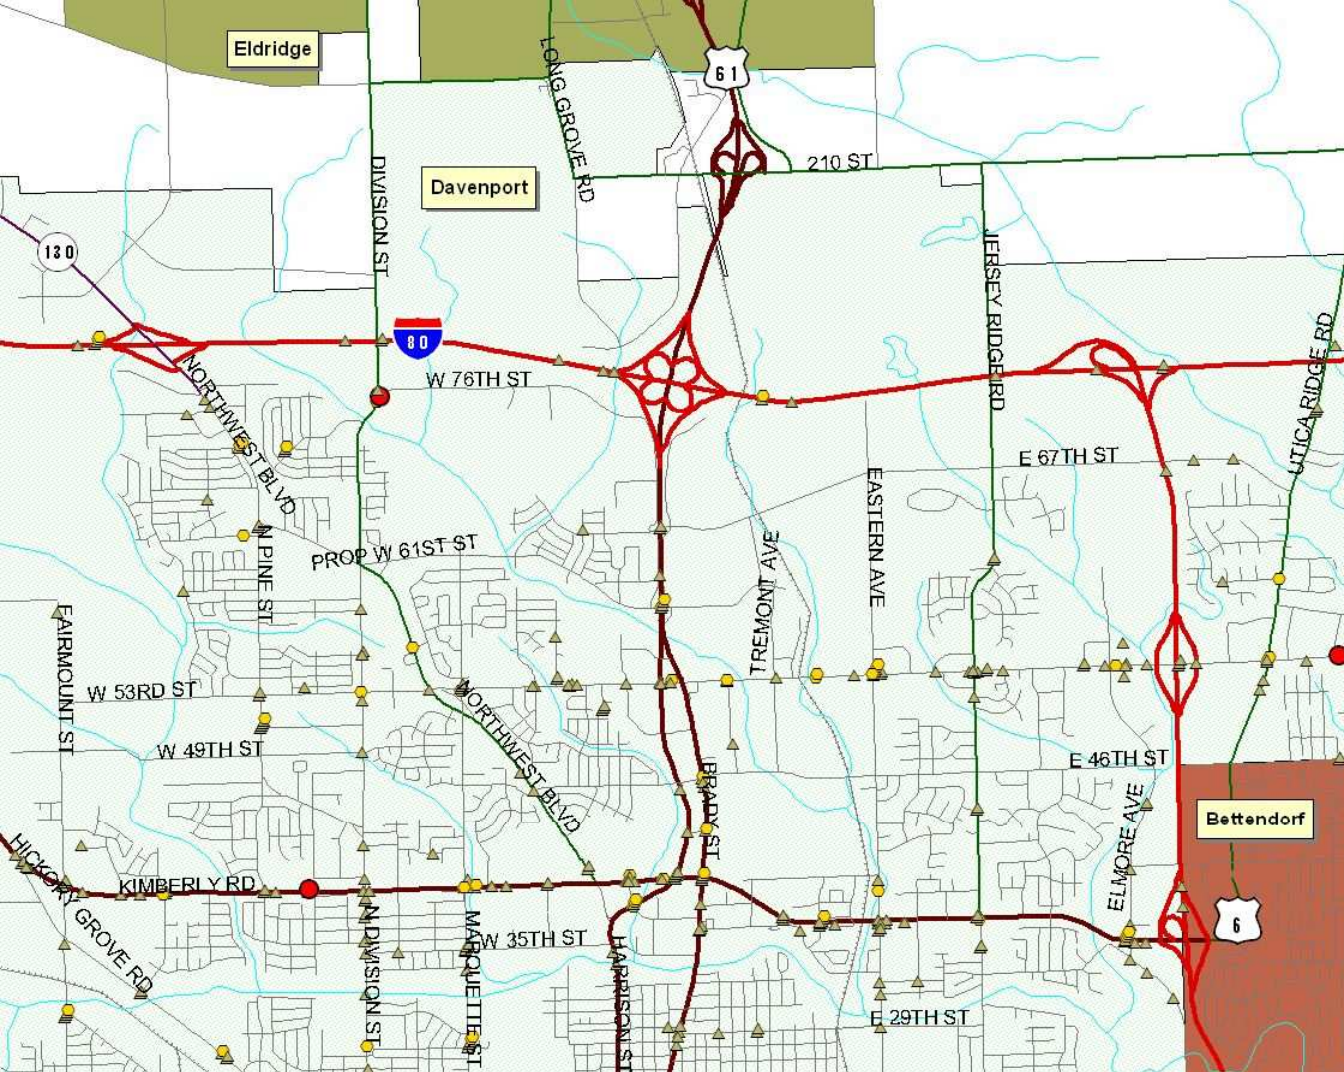 Eldridge
61
LONG GROVE RD
210 ST
DIVISION ST
Davenport
130
JERSEY RIDGE RD
80
UTICA RIDGE RD
W 76TH ST
NORTHWEST BLVD
E 67TH ST
EASTERN AVE
N PINE ST
PROP W 61ST ST
TREMONT AVE
FAIRMOUNT ST
W 53RD ST
NORTHWEST BLVD
W 49TH ST
E 46TH ST
BRADY ST
ELMORE AVE
Bettendorf
HICKORY GROVE RD
KIMBERLY RD
6
N DIVISION ST
MARQUETTE ST
W 35TH ST
HARRISON ST
E 29TH ST